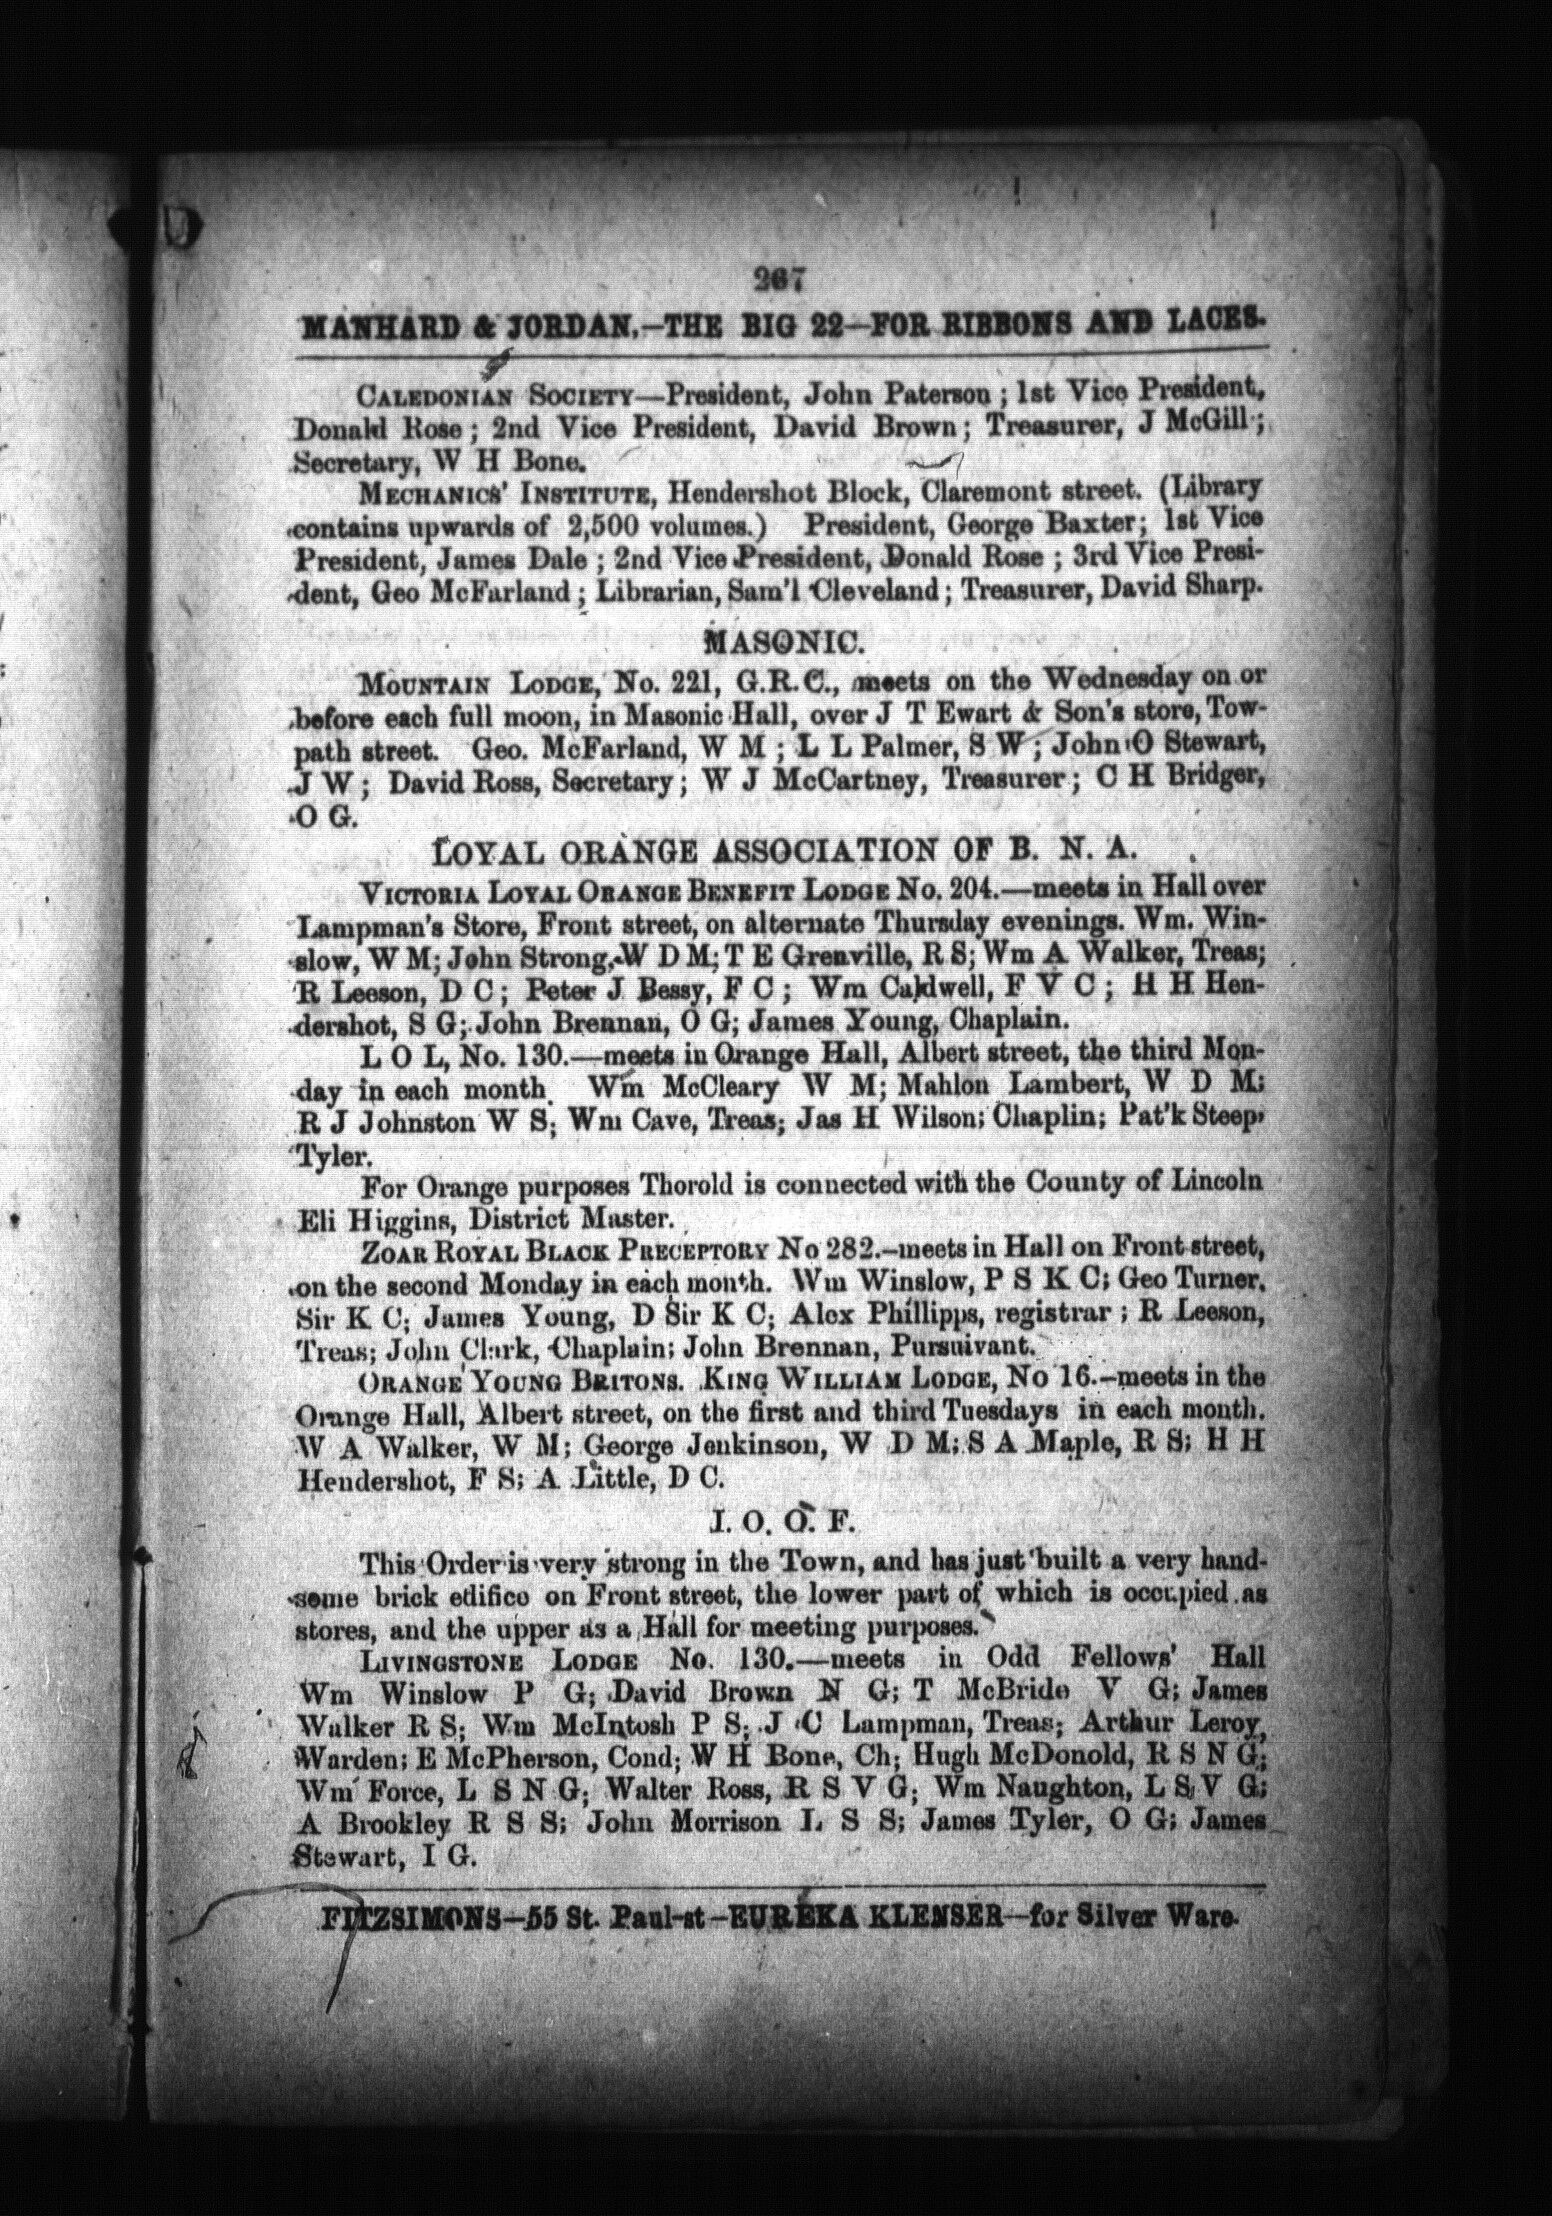 267
MANHARD & JORDAN.—THE BIG 22—FOR RIBBONS AND LACES.
CALEDONIAN SOCIETY—President, John Paterson ; 1st Vice President,
Donald Rose ; 2nd Vice President, David Brown ; Treasurer, J McGill ;
Secretary, W H Bone.
MECHANICS' INSTITUTE, Hendershot Block, Claremont street. (Library
contains upwards of 2,500 volumes.) President, George Baxter; 1st Vice
President, James Dale ; 2nd Vice President, Donald Rose ; 3rd Vice Presi-
dent, Geo McFarland ; Librarian, Sam'l Cleveland ; Treasurer, David Sharp.
MASONIC.
MOUNTAIN LODGE, No. 221, G.R.C., meets on the Wednesday on or
before each full moon, in Masonic Hall, over J T Ewart & Son's store, Tow-
path street. Geo. McFarland, W M ; L L Palmer, S W ; John O Stewart,
J W ; David Ross, Secretary ; W J McCartney, Treasurer ; C H Bridger,
O G.
LOYAL ORANGE ASSOCIATION OF B. N. A.
VICTORIA LOYAL ORANGE BENEFIT LODGE No. 204.—meets in Hall over
Lampman's Store, Front street, on alternate Thursday evenings. Wm. Win-
slow, W M; John Strong, W D M; T E Grenville, R S; Wm A Walker, Treas;
R Leeson, D C ; Peter J Bessy, F C ; Wm Caldwell, F V C ; H H Hen-
dershot, S G; John Brennan, O G; James Young, Chaplain.
L O L, No. 130.—meets in Orange Hall, Albert street, the third Mon-
day in each month. Wm McCleary W M; Mahlon Lambert, W D M;
R J Johnston W S; Wm Cave, Treas; Jas H Wilson; Chaplin; Pat'k Steep,
Tyler.
For Orange purposes Thorold is connected with the County of Lincoln
Eli Higgins, District Master.
ZOAR ROYAL BLACK PRECEPTORY No 282.—meets in Hall on Front street,
on the second Monday in each month. Wm Winslow, P S K C; Geo Turner,
Sir K C; James Young, D Sir K C; Alex Phillipps, registrar ; R Leeson,
Treas; John Clark, Chaplain; John Brennan, Pursuivant.
ORANGE YOUNG BRITONS. KING WILLIAM LODGE, No 16.—meets in the
Orange Hall, Albert street, on the first and third Tuesdays in each month.
W A Walker, W M; George Jenkinson, W D M; S A Maple, R S; H H
Hendershot, F S; A Little, D C.
I. O. O. F.
This Order is very strong in the Town, and has just built a very hand-
some brick edifice on Front street, the lower part of which is occupied as
stores, and the upper as a Hall for meeting purposes.
LIVINGSTONE LODGE No. 130.—meets in Odd Fellows' Hall
Wm Winslow P G; David Brown N G; T McBride V G; James
Walker R S; Wm McIntosh P S; J C Lampman, Treas; Arthur Leroy,
Warden; E McPherson, Cond; W H Bone, Ch; Hugh McDonold, R S N G;
Wm Force, L S N G; Walter Ross, R S V G; Wm Naughton, L S V G;
A Brookley R S S; John Morrison L S S; James Tyler, O G; James
Stewart, I G.
FITZSIMONS—55 St. Paul-st—EUREKA KLENSER—for Silver Ware.